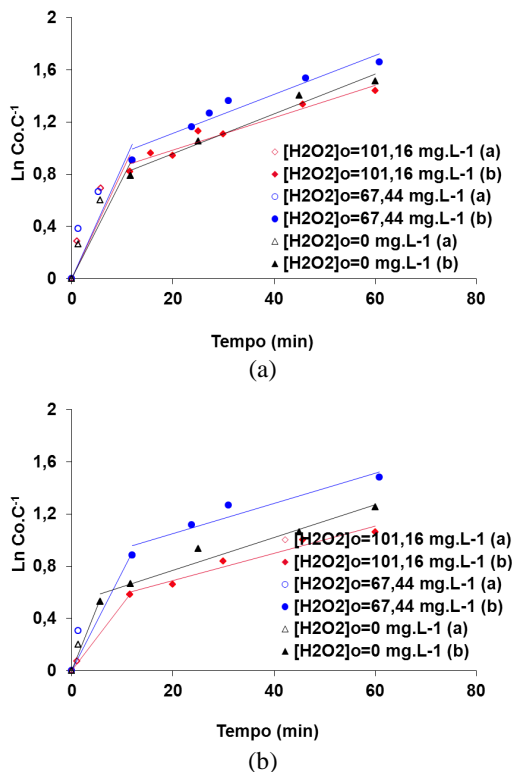 2
1,6
1,2
0,8
0,4
0
0
20
40
60
80
Ln Co.C-1
[H2O2]o=101,16 mg.L-1 (a)
[H2O2]o=101,16 mg.L-1 (b)
[H2O2]o=67,44 mg.L-1 (a)
[H2O2]o=67,44 mg.L-1 (b)
[H2O2]o=0 mg.L-1 (a)
[H2O2]o=0 mg.L-1 (b)
Tempo (min)
(a)
2
1,6
1,2
0,8
0,4
0
0
20
40
60
80
Ln Co.C-1
[H2O2]o=101,16 mg.L-1 (a)
[H2O2]o=101,16 mg.L-1 (b)
[H2O2]o=67,44 mg.L-1 (a)
[H2O2]o=67,44 mg.L-1 (b)
[H2O2]o=0 mg.L-1 (a)
[H2O2]o=0 mg.L-1 (b)
Tempo (min)
(b)